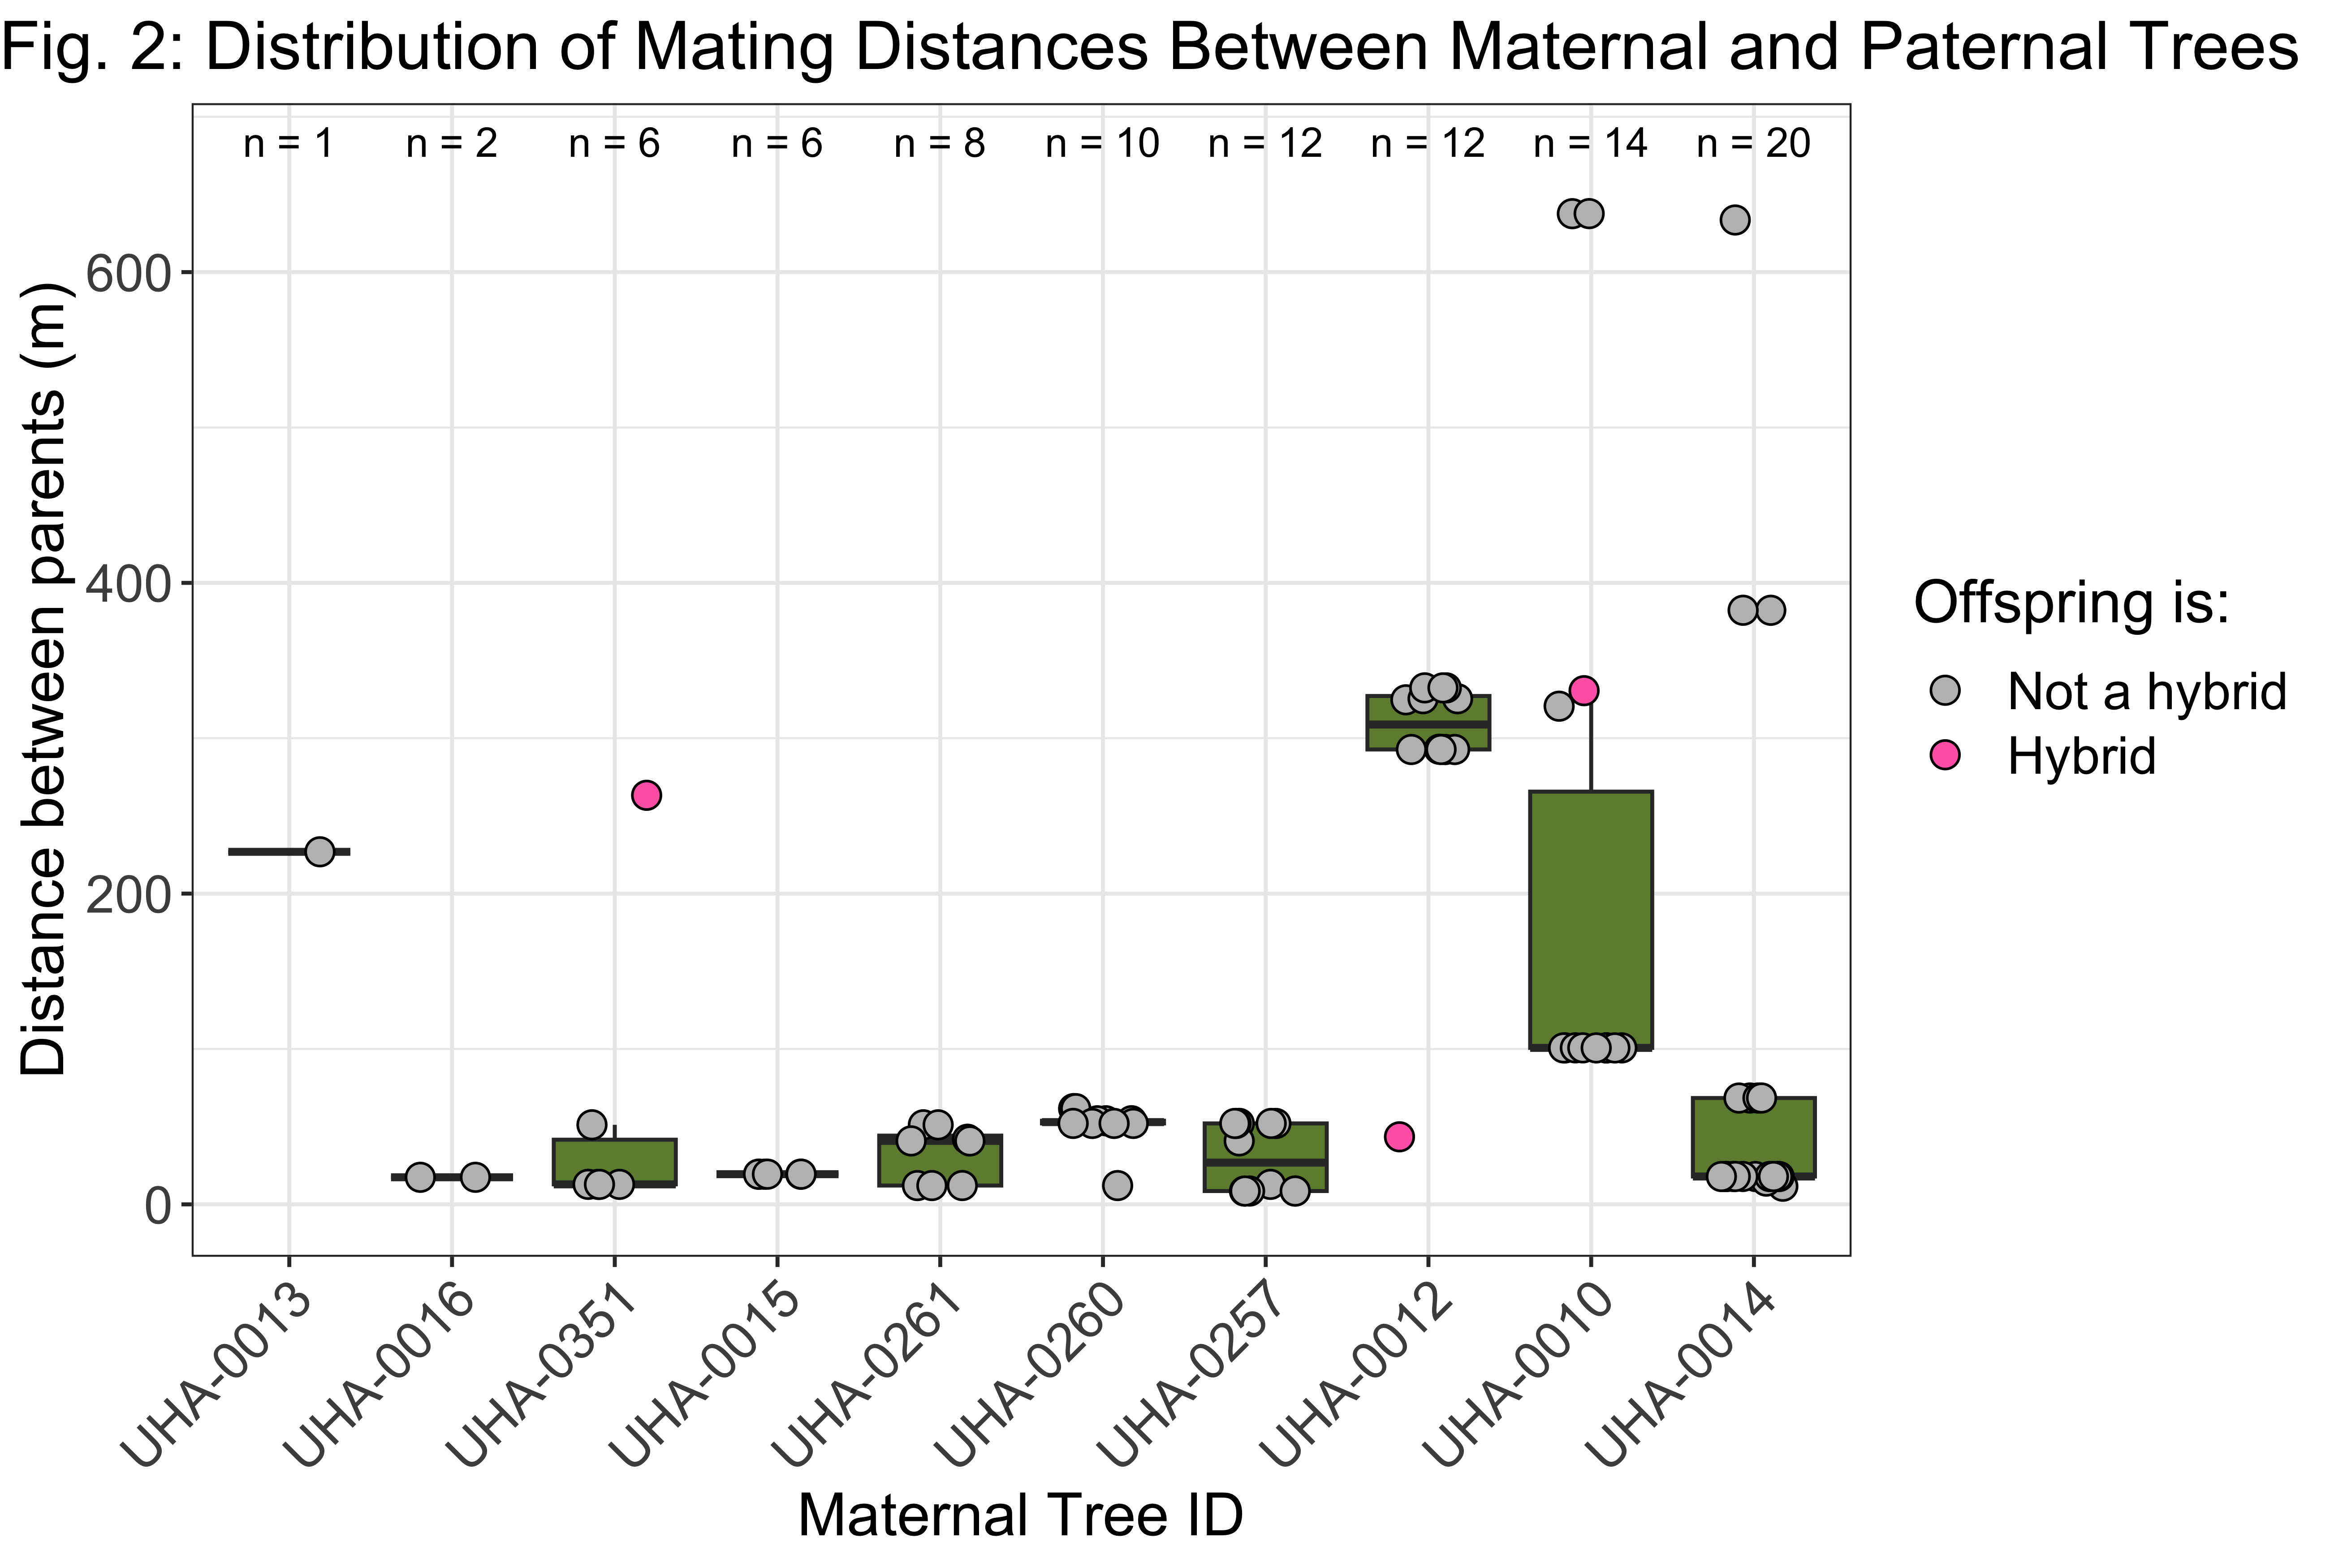 Fig. 2: Distribution of Mating Distances Between Maternal and Paternal Trees
n = 1 n = 2 n = 6 n = 6 n = 8 n = 10 n = 12 n = 12 n = 14 n = 20
Distance between parents (m)
600
400
200
0
Offspring is:
Not a hybrid
Hybrid
UHA-0013 UHA-0016 UHA-0351 UHA-0015 UHA-0261 UHA-0260 UHA-0257 UHA-0012 UHA-0010 UHA-0014
Maternal Tree ID